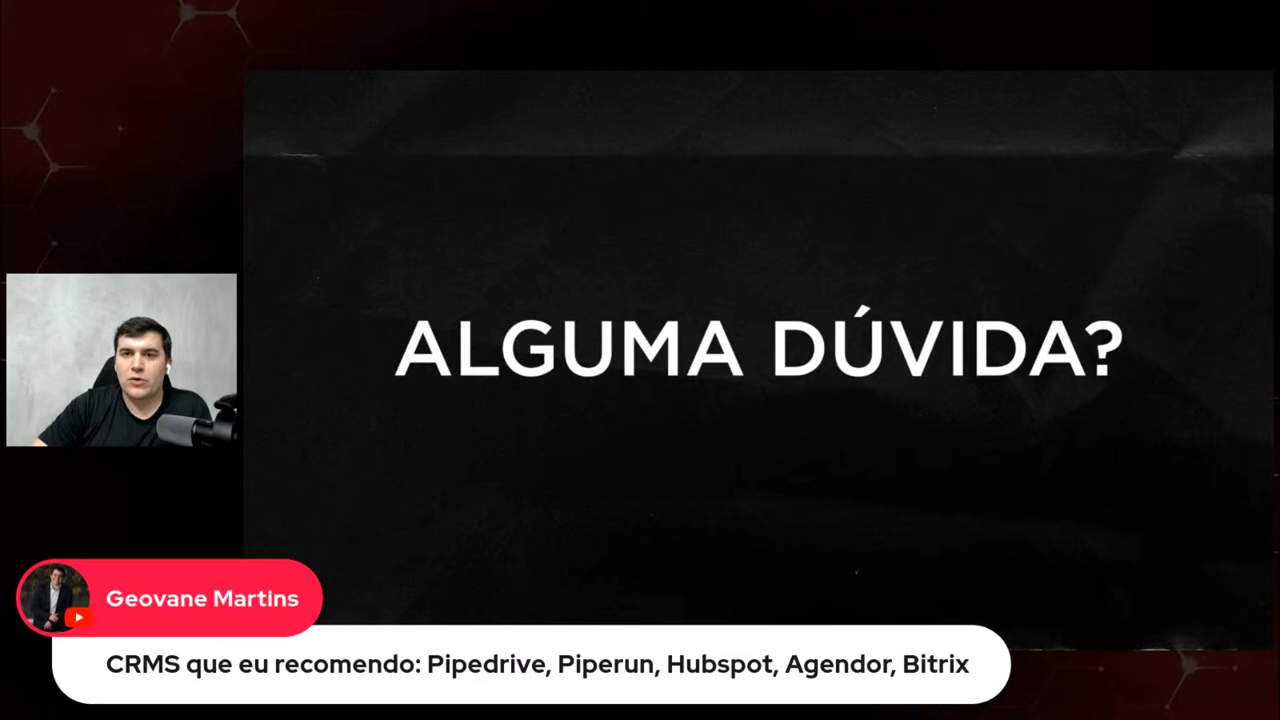 ALGUMA DÚVIDA?
Geovane Martins
CRMS que eu recomendo: Pipedrive, Piperun, Hubspot, Agendor, Bitrix